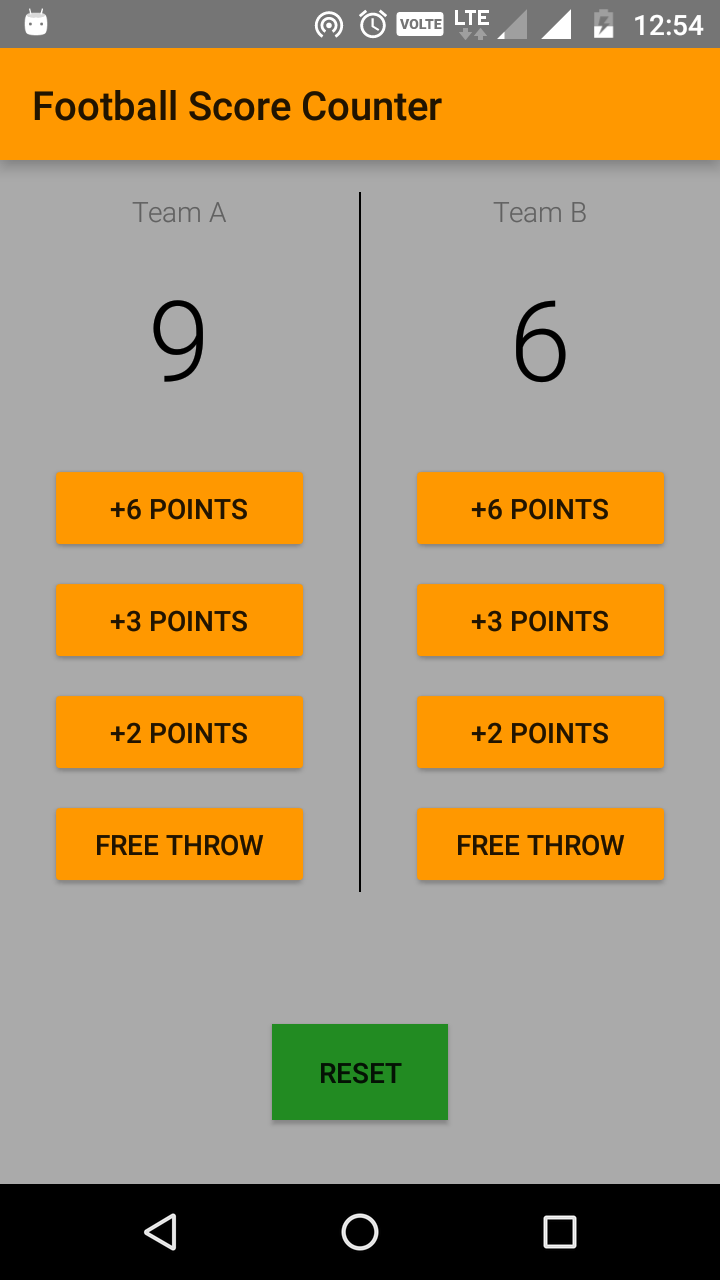 VOLTE LTE 12:54
Football Score Counter
Team A Team B
9 6
+6 POINTS +6 POINTS
+3 POINTS +3 POINTS
+2 POINTS +2 POINTS
FREE THROW FREE THROW
RESET